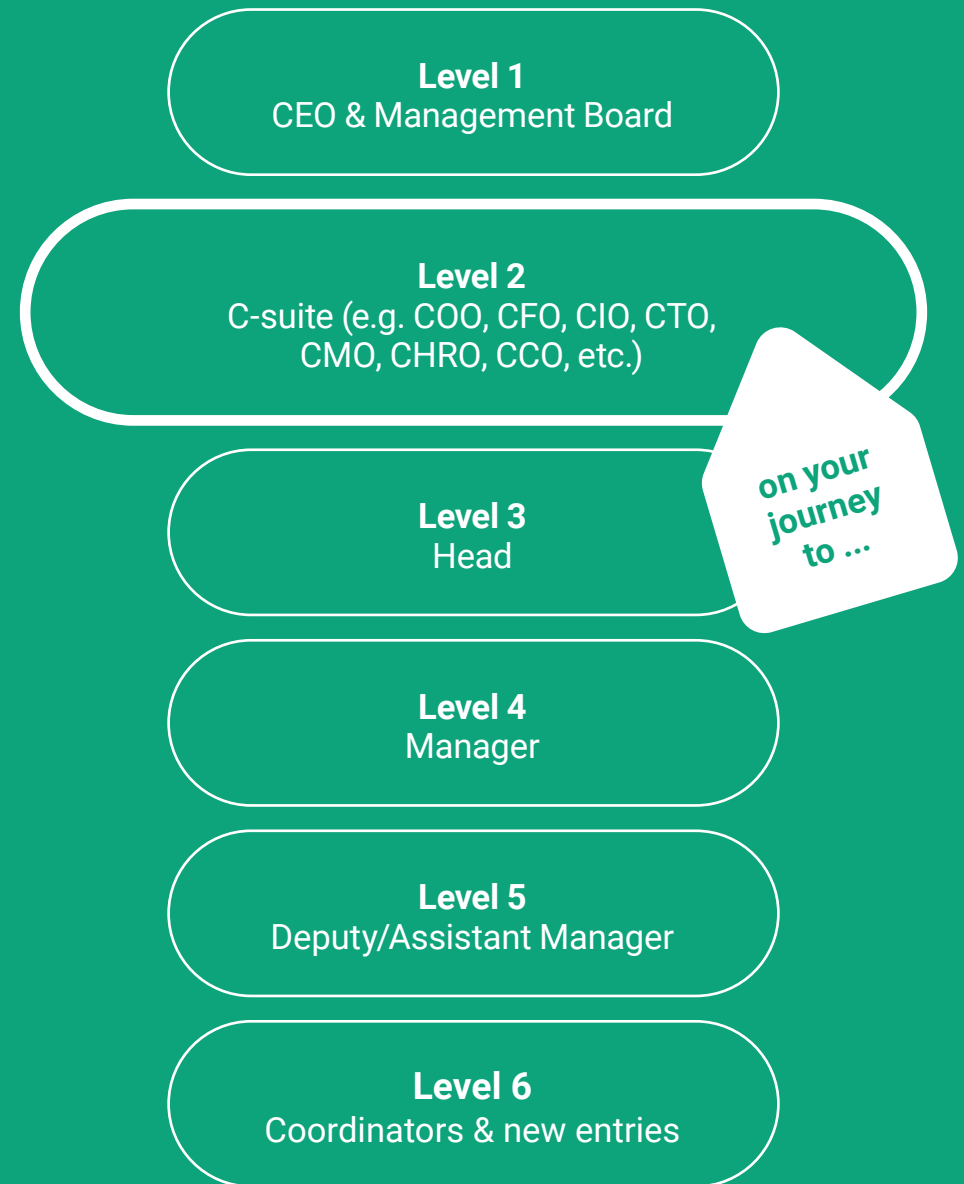 Level 1
CEO & Management Board
Level 2
C-suite (e.g. COO, CFO, CIO, CTO,
CMO, CHRO, CCO, etc.)
on your
journey
to ...
Level 3
Head
Level 4
Manager
Level 5
Deputy/Assistant Manager
Level 6
Coordinators & new entries